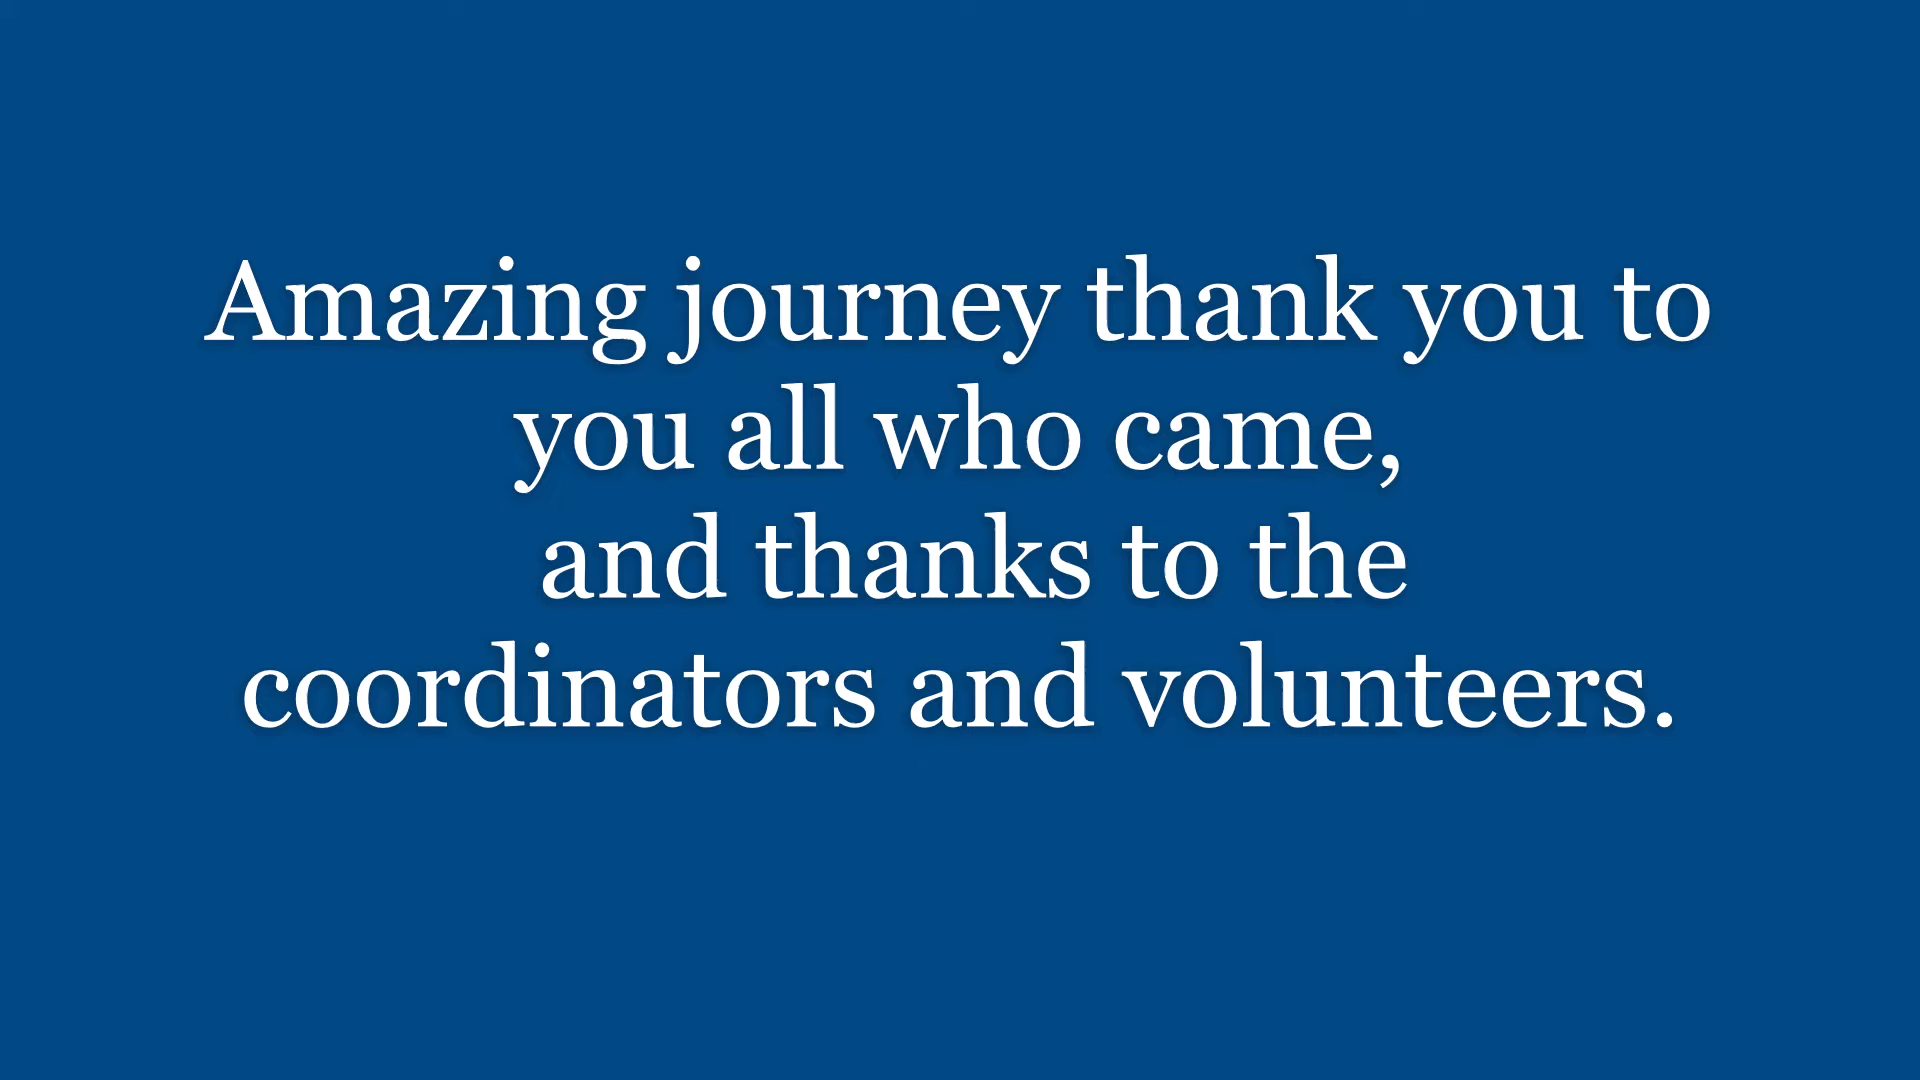 Amazing journey thank you to
you all who came,
and thanks to the
coordinators and volunteers.